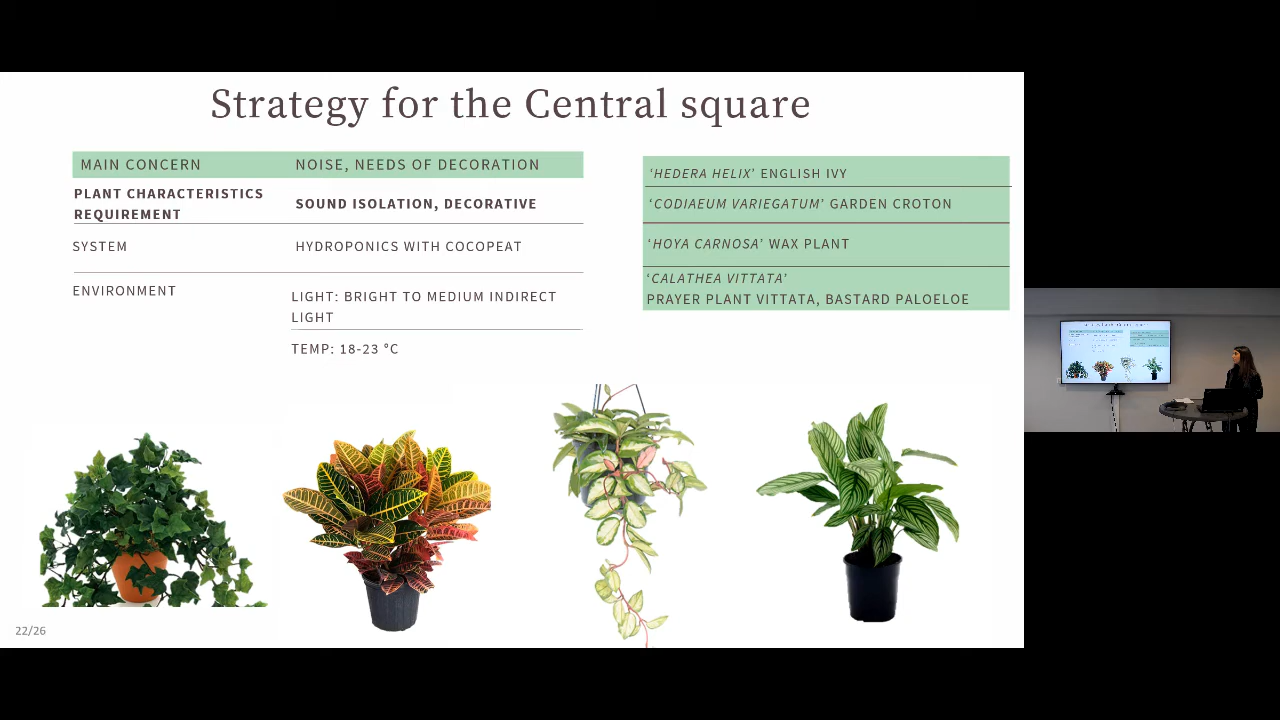 Strategy for the Central square
MAIN CONCERN NOISE, NEEDS OF DECORATION
PLANT CHARACTERISTICS
REQUIREMENT
SOUND ISOLATION, DECORATIVE
SYSTEM HYDROPONICS WITH COCOPEAT
ENVIRONMENT
LIGHT: BRIGHT TO MEDIUM INDIRECT
LIGHT
TEMP: 18-23 °C
‘HEDERA HELIX’ ENGLISH IVY
‘CODIAEUM VARIEGATUM’ GARDEN CROTON
‘HOYA CARNOSA’ WAX PLANT
‘CALATHEA VITTATA’
PRAYER PLANT VITTATA, BASTARD PALOELOE
22/26